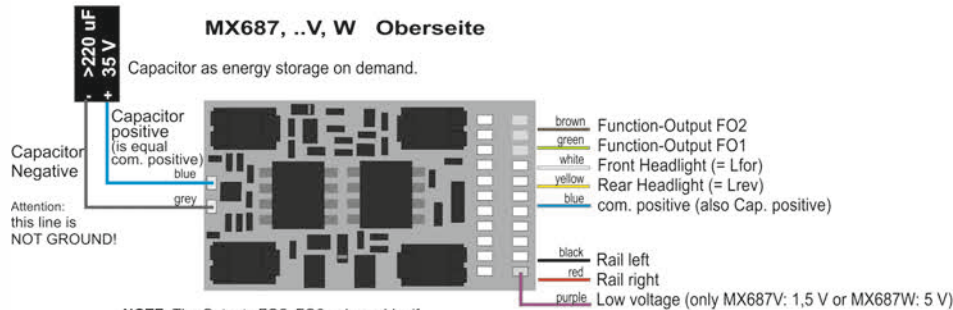 MX687, ..V, W Oberseite
>220 uF
35 V
- +
Capacitor as energy storage on demand.
Capacitor
positive
(is equal
com. positive)
blue
Capacitor
Negative
grey
Attention:
this line is
NOT GROUND!
brown Function-Output FO2
green Function-Output FO1
white Front Headlight (= Lfor)
yellow Rear Headlight (= Lrev)
blue com. positive (also Cap. positive)
black Rail left
red Rail right
purple Low voltage (only MX687V: 1,5 V or MX687W: 5 V)